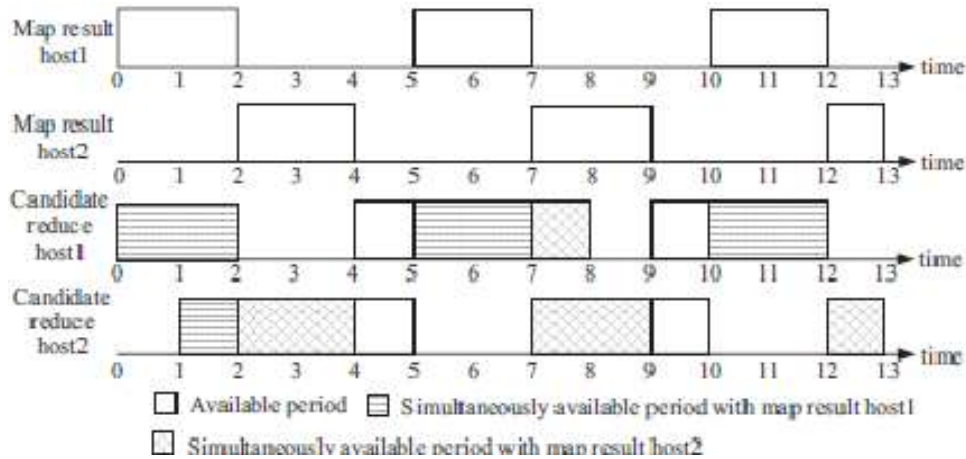 Map result
host1
0 1 2 3 4 5 6 7 8 9 10 11 12 13
time
Map result
host2
0 1 2 3 4 5 6 7 8 9 10 11 12 13
time
Candidate
reduce
host1
0 1 2 3 4 5 6 7 8 9 10 11 12 13
time
Candidate
reduce
host2
0 1 2 3 4 5 6 7 8 9 10 11 12 13
time
Available period Simultaneously available period with map result host1
Simultaneously available period with map result host2